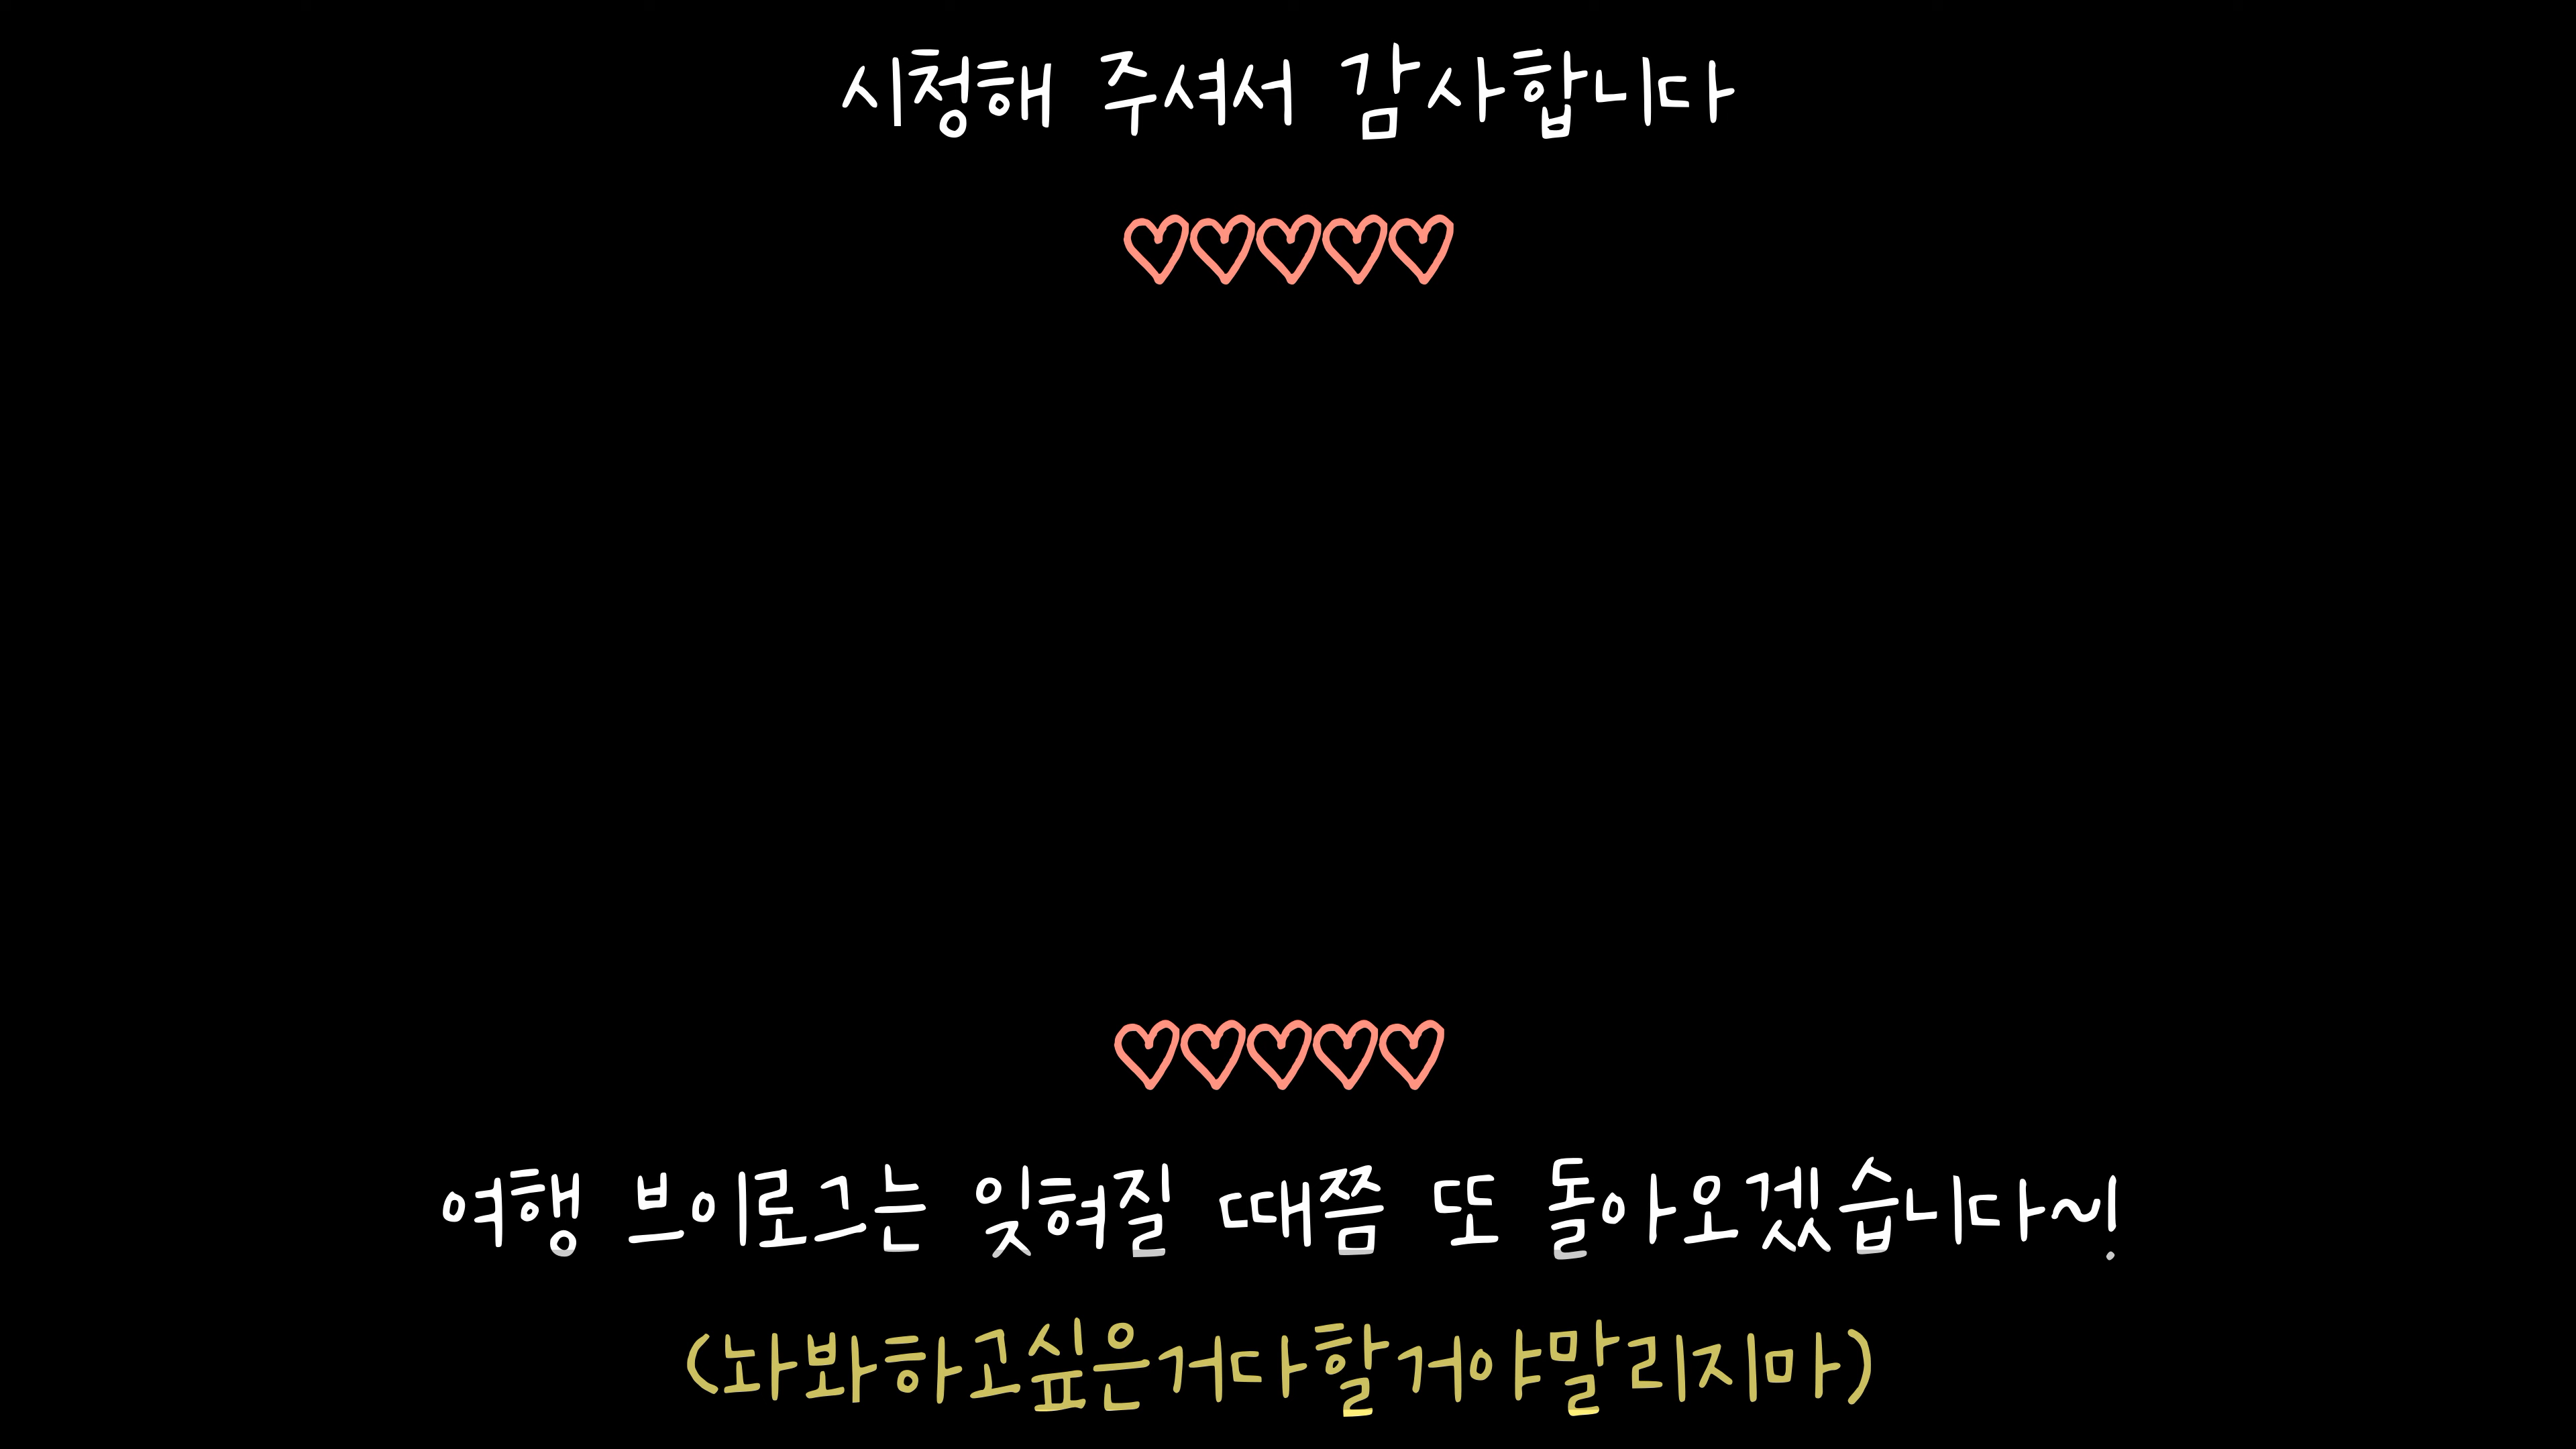 시청해 주셔서 감사합니다
♡♡♡♡♡
♡♡♡♡♡
여행 브이로그는 잊혀질 때쯤 또 돌아오겠습니다~!
(놔봐하고싶은거다할거야말리지마)